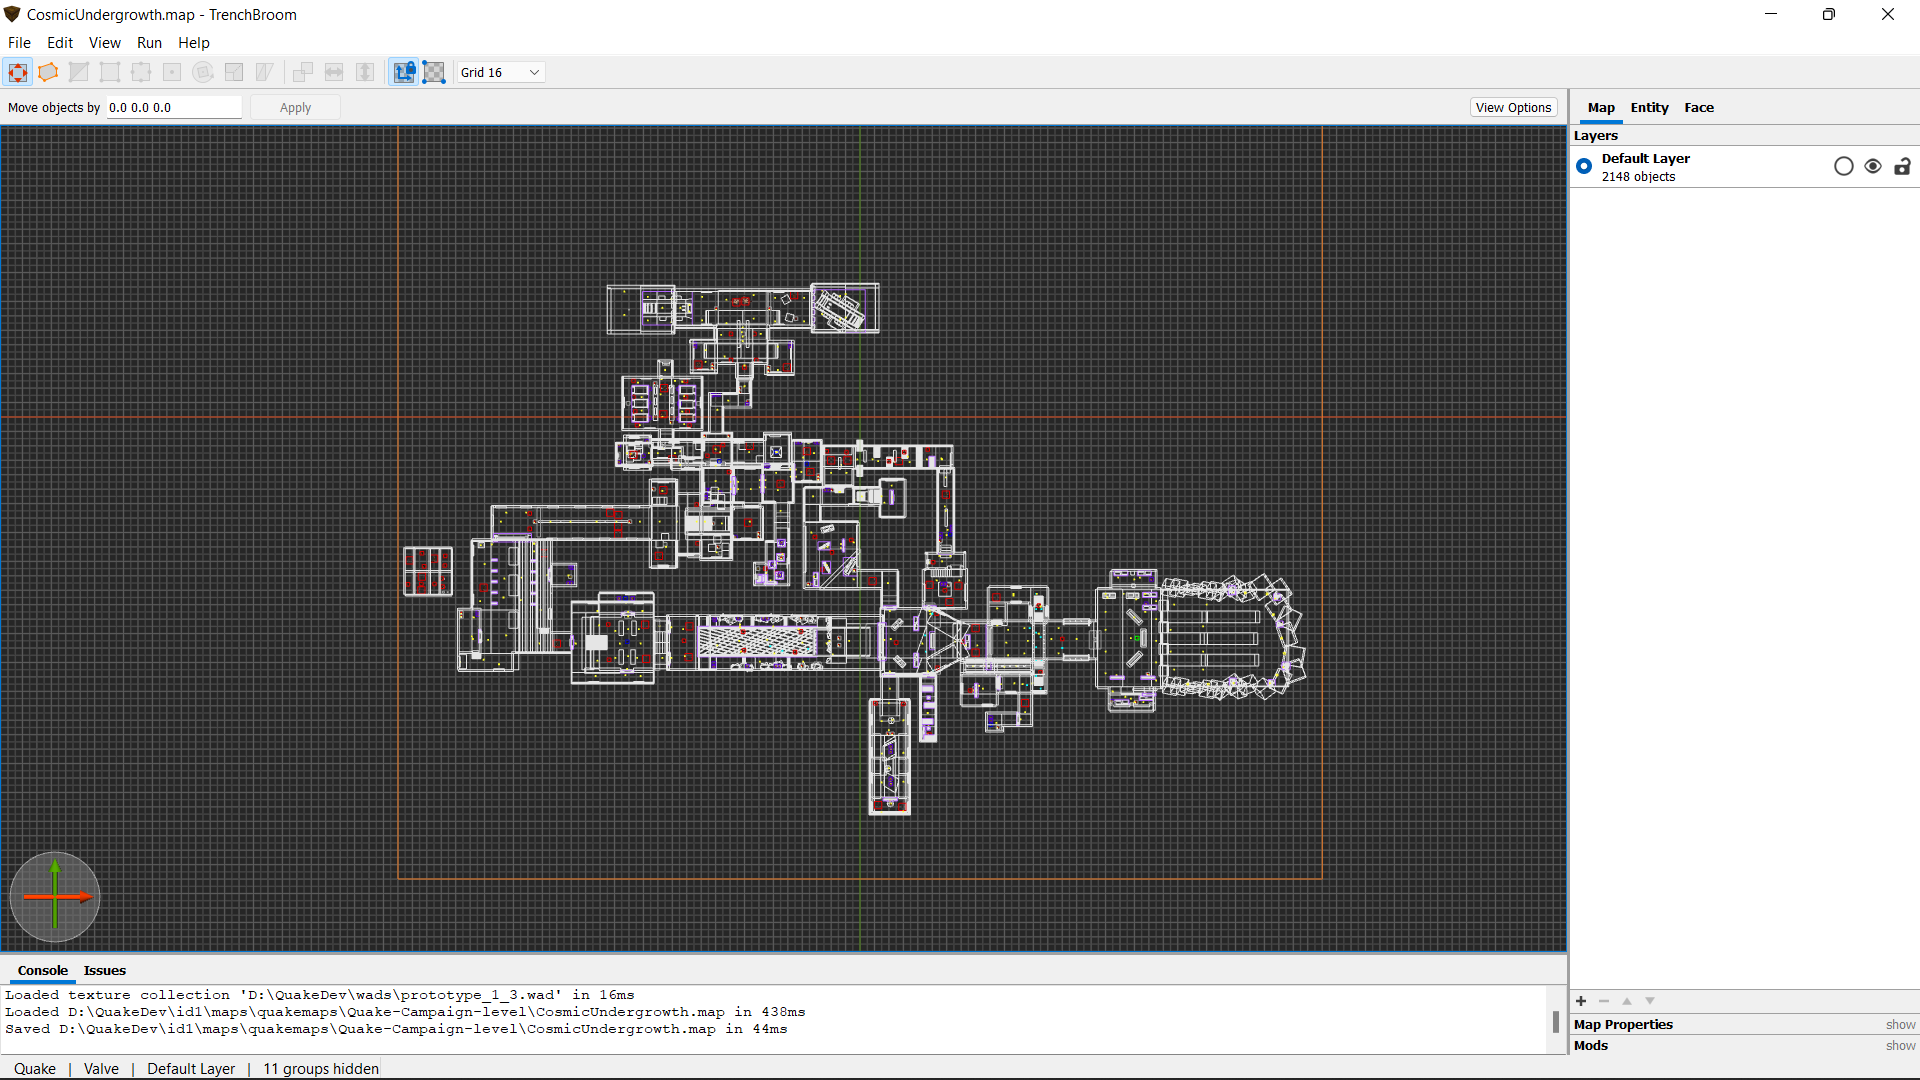 CosmicUndergrowth.map - TrenchBroom
File Edit View Run Help
Grid 16
Move objects by 0.0 0.0 0.0 Apply View Options
Map Entity Face
Layers
Default Layer
2148 objects
Console Issues
Loaded texture collection 'D:\QuakeDev\wads\prototype_1_3.wad' in 16ms
Loaded D:\QuakeDev\id1\maps\quakemaps\Quake-Campaign-level\CosmicUndergrowth.map in 438ms
Saved D:\QuakeDev\id1\maps\quakemaps\Quake-Campaign-level\CosmicUndergrowth.map in 44ms
Map Properties show
Mods show
Quake | Valve | Default Layer | 11 groups hidden